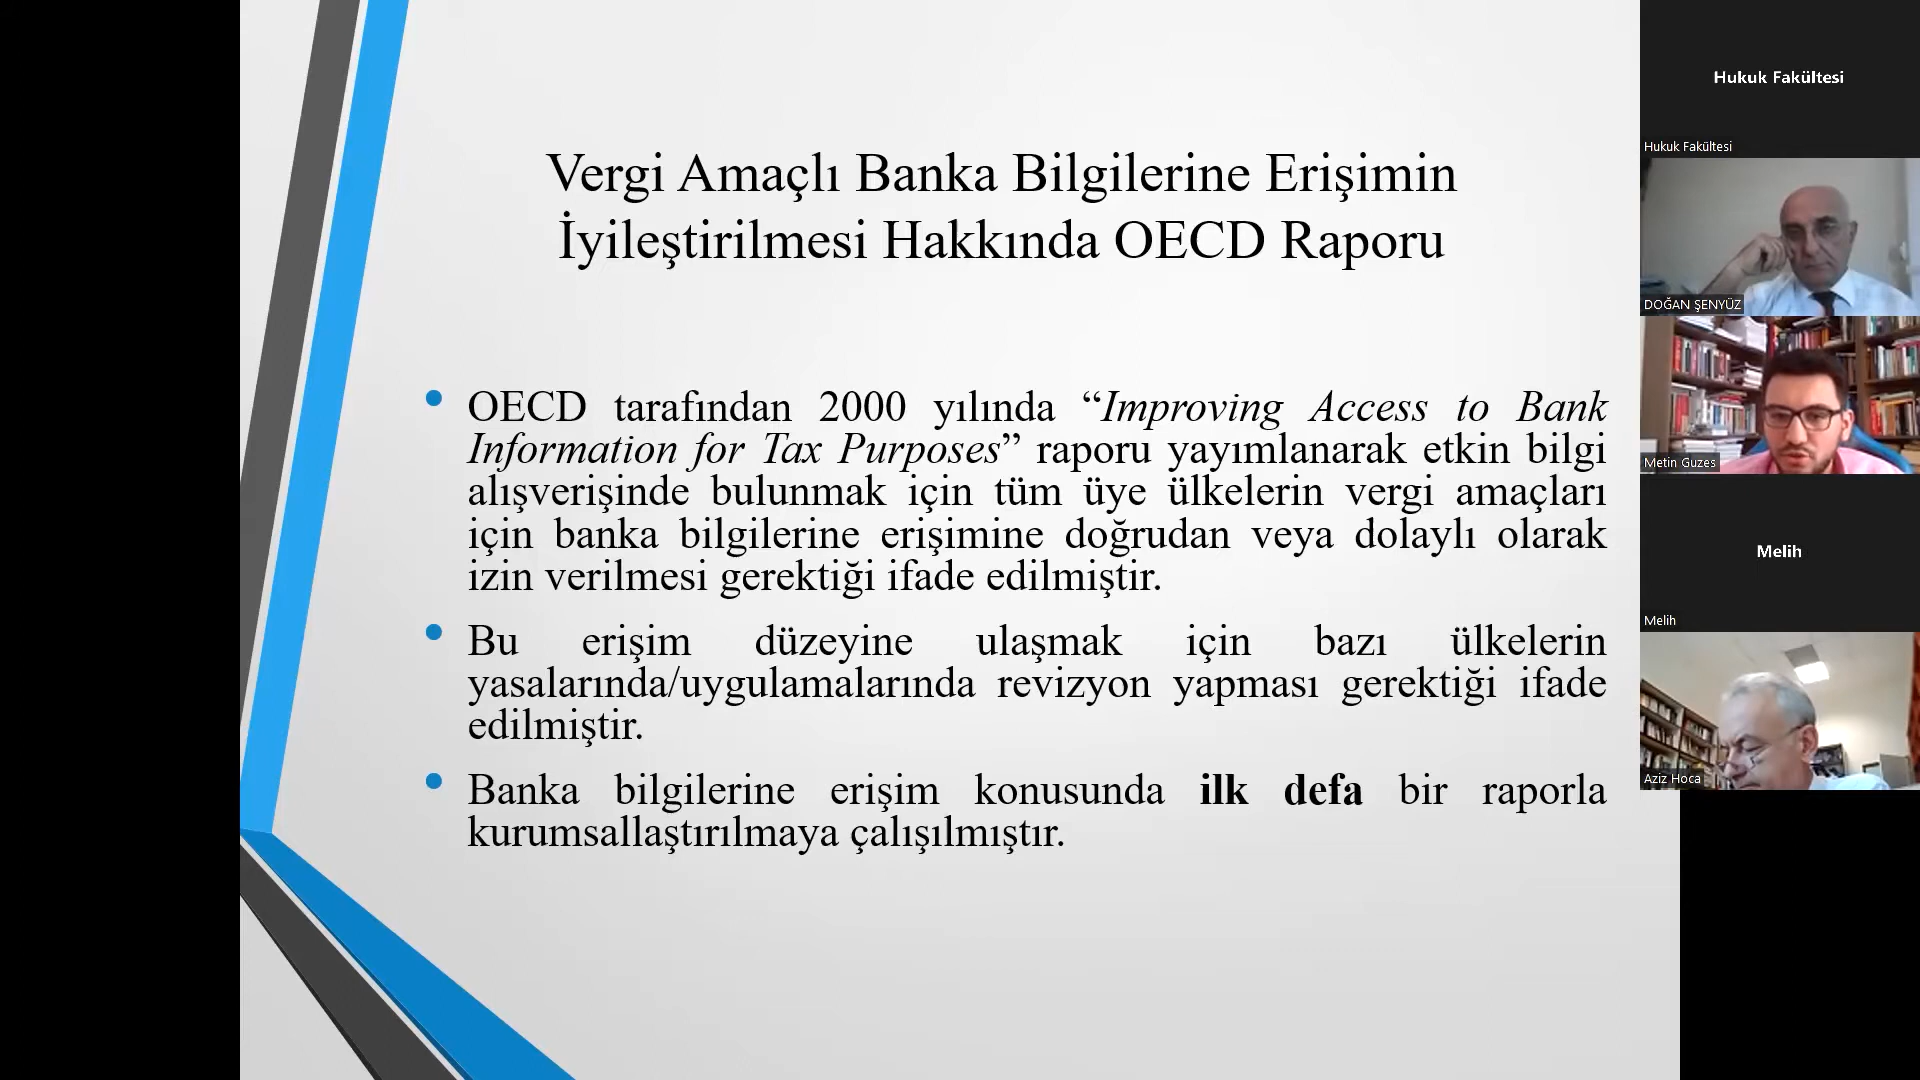 Vergi Amaçlı Banka Bilgilerine Erişimin
İyileştirilmesi Hakkında OECD Raporu
OECD tarafından 2000 yılında “Improving Access to Bank
Information for Tax Purposes” raporu yayımlanarak etkin bilgi
alışverişinde bulunmak için tüm üye ülkelerin vergi amaçları
için banka bilgilerine erişimine doğrudan veya dolaylı olarak
izin verilmesi gerektiği ifade edilmiştir.
Bu erişim düzeyine ulaşmak için bazı ülkelerin
yasalarında/uygulamalarında revizyon yapması gerektiği ifade
edilmiştir.
Banka bilgilerine erişim konusunda ilk defa bir raporla
kurumsallaştırılmaya çalışılmıştır.
Hukuk Fakültesi
Hukuk Fakültesi
DOĞAN ŞENYÜZ
Metin Guzes
Melih
Melih
Aziz Hoca